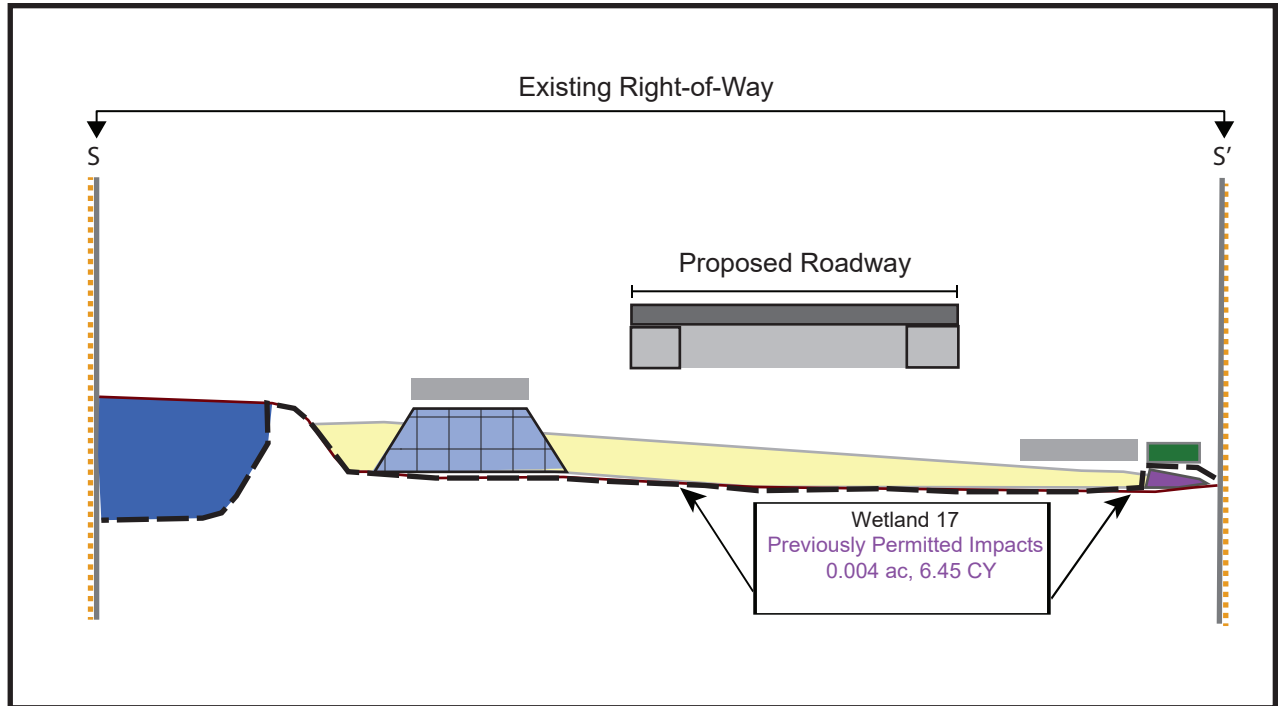 Existing Right-of-Way
S
S'
Proposed Roadway
Wetland 17
Previously Permitted Impacts
0.004 ac, 6.45 CY